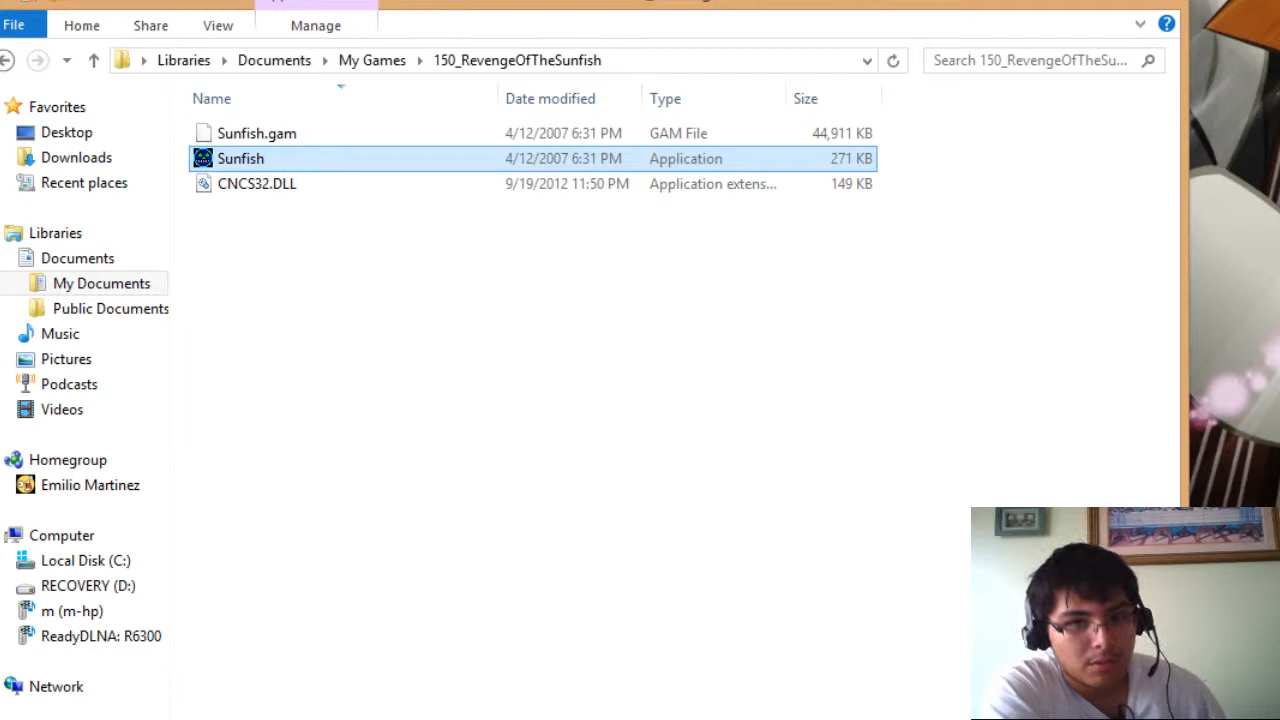 File Home Share View Manage
Libraries Documents My Games 150_RevengeOfTheSunfish Search 150_RevengeOfTheSu...
Name Date modified Type Size
Sunfish.gam 4/12/2007 6:31 PM GAM File 44,911 KB
Sunfish 4/12/2007 6:31 PM Application 271 KB
CNCS32.DLL 9/19/2012 11:50 PM Application extens... 149 KB
Favorites
Desktop
Downloads
Recent places
Libraries
Documents
My Documents
Public Documents
Music
Pictures
Podcasts
Videos
Homegroup
Emilio Martinez
Computer
Local Disk (C:)
RECOVERY (D:)
m (m-hp)
ReadyDLNA: R6300
Network